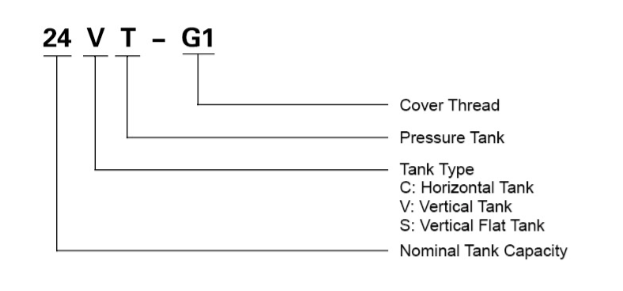 24 V T – G1
Cover Thread
Pressure Tank
Tank Type
C: Horizontal Tank
V: Vertical Tank
S: Vertical Flat Tank
Nominal Tank Capacity